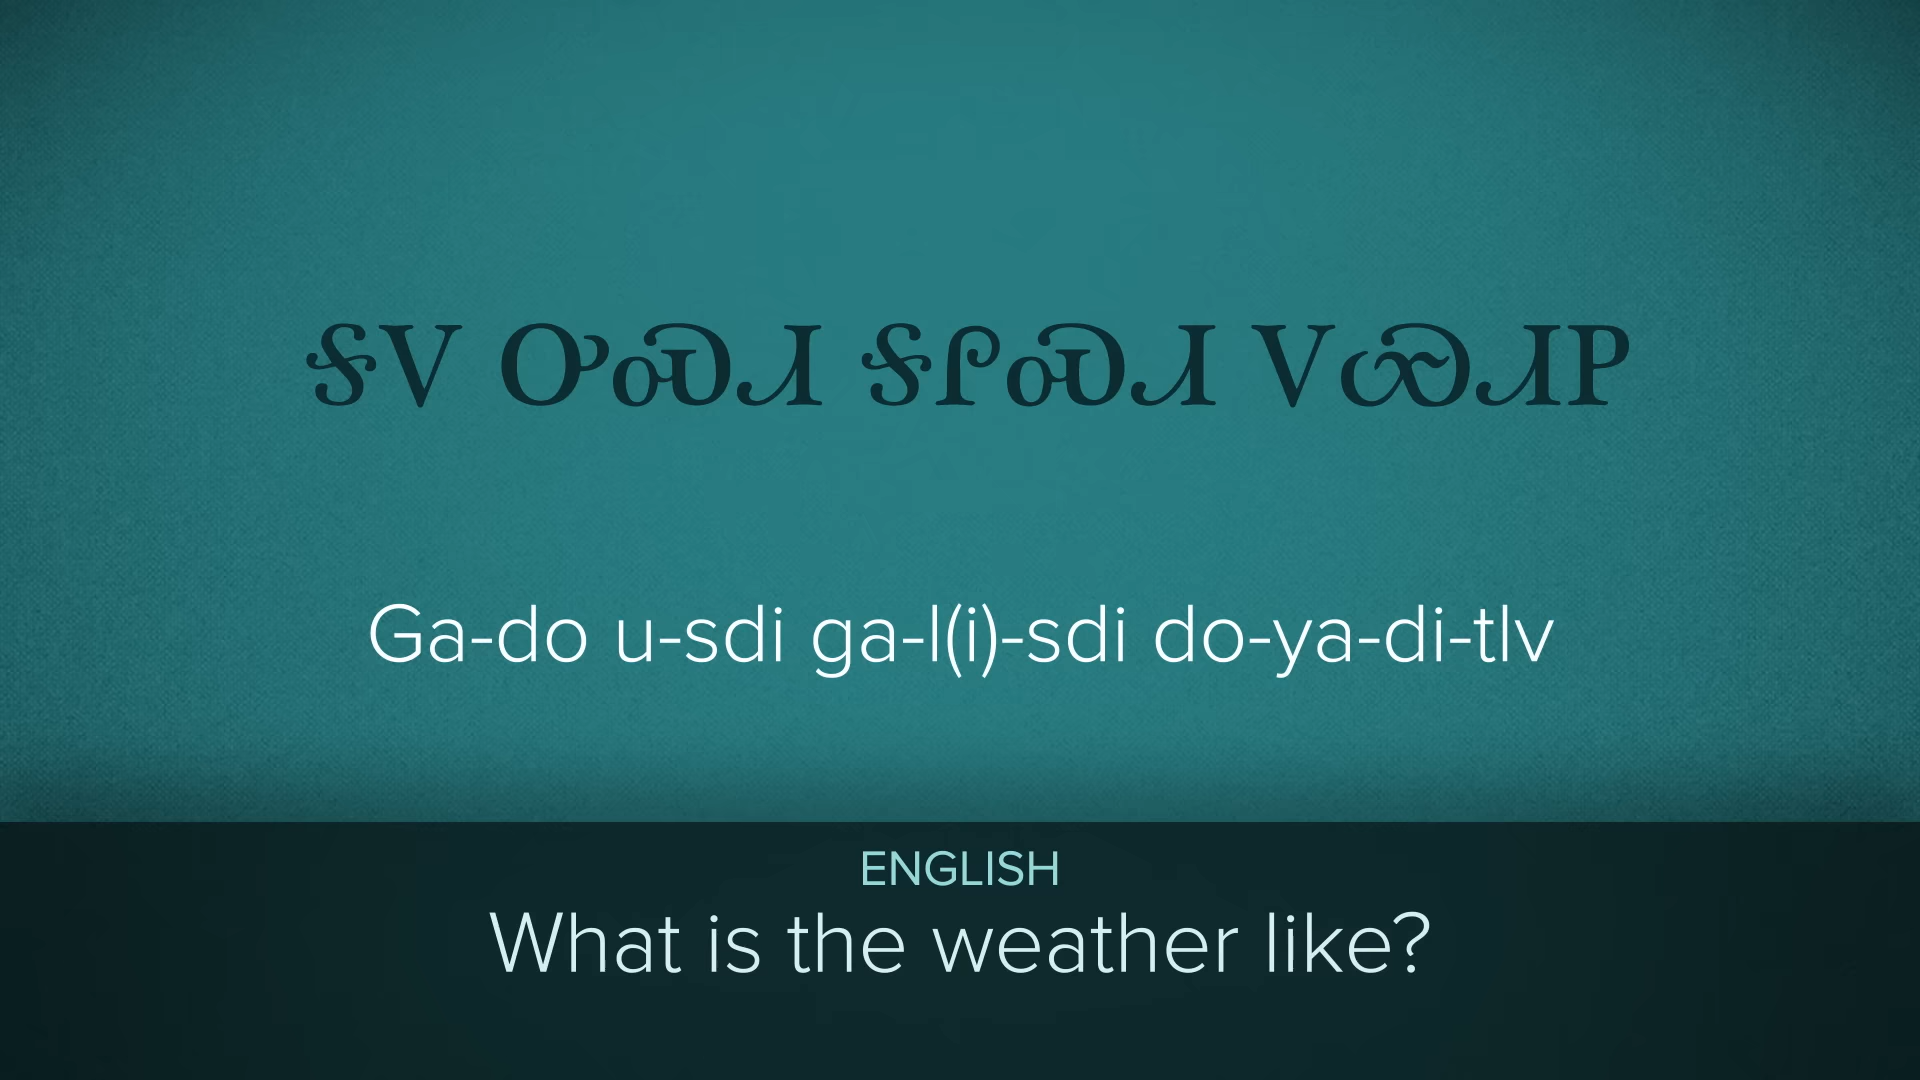 ᎦᏙ ᎤᏍᏗ ᎦᎵᏍᏗ ᏙᏯᏗᏢ
Ga-do u-sdi ga-l(i)-sdi do-ya-di-tlv
ENGLISH
What is the weather like?